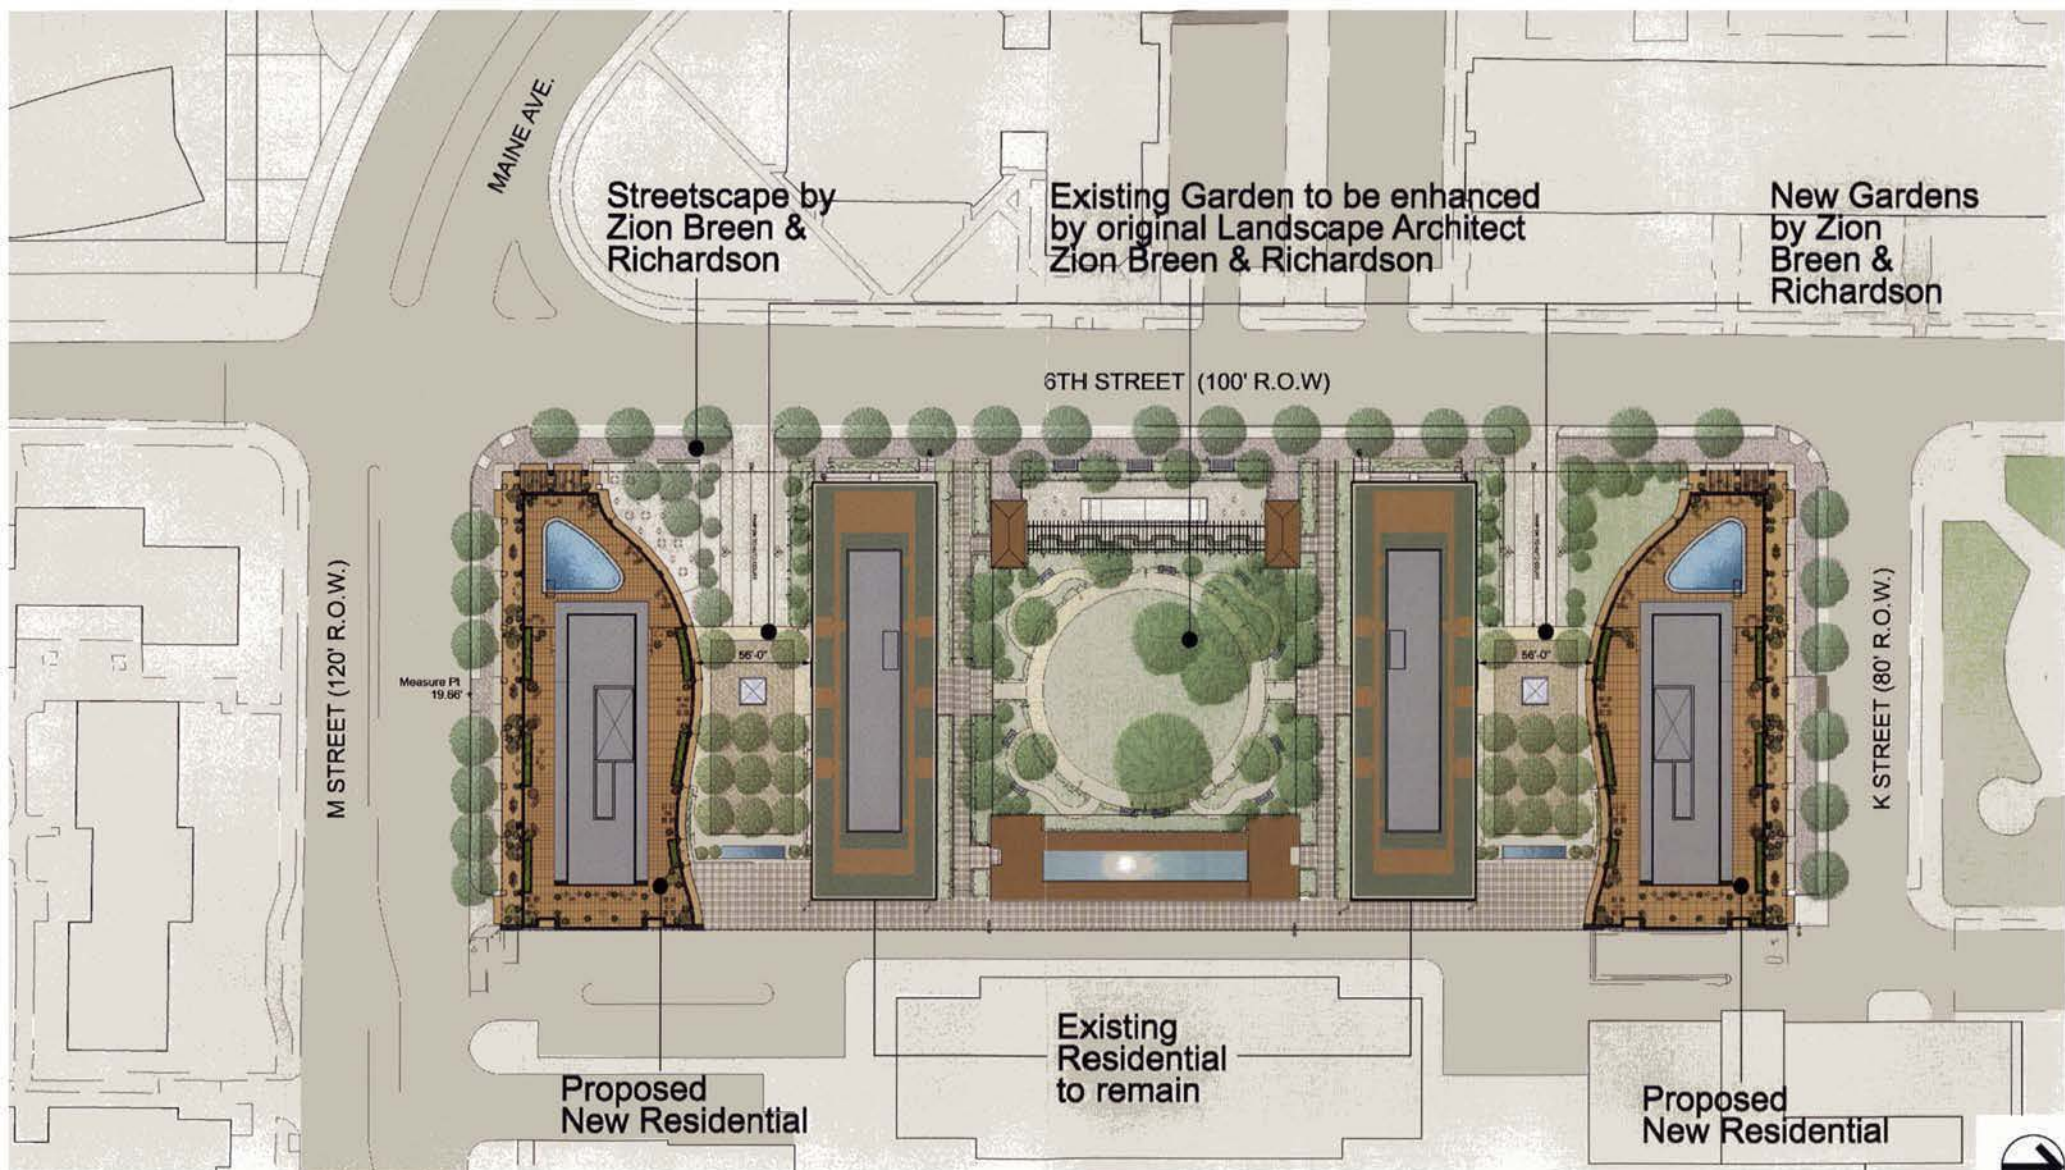 MAINE AVE.
Streetscape by
Zion Breen &
Richardson
Existing Garden to be enhanced
by original Landscape Architect
Zion Breen & Richardson
New Gardens
by Zion
Breen &
Richardson
6TH STREET (100' R.O.W)
M STREET (120' R.O.W.)
Measure Pt
19.66'
56'-0"
56'-0"
K STREET (80' R.O.W.)
Existing
Residential
to remain
Proposed
New Residential
Proposed
New Residential